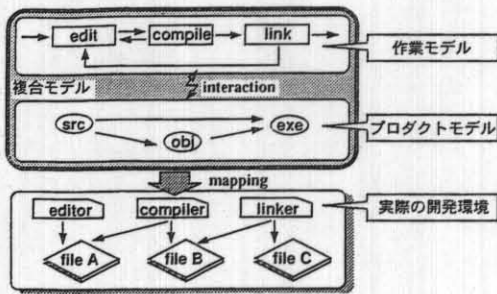 edit
compile
link
作業モデル
複合モデル
interaction
src
obj
exe
プロダクトモデル
mapping
editor
compiler
linker
実際の開発環境
file A
file B
file C